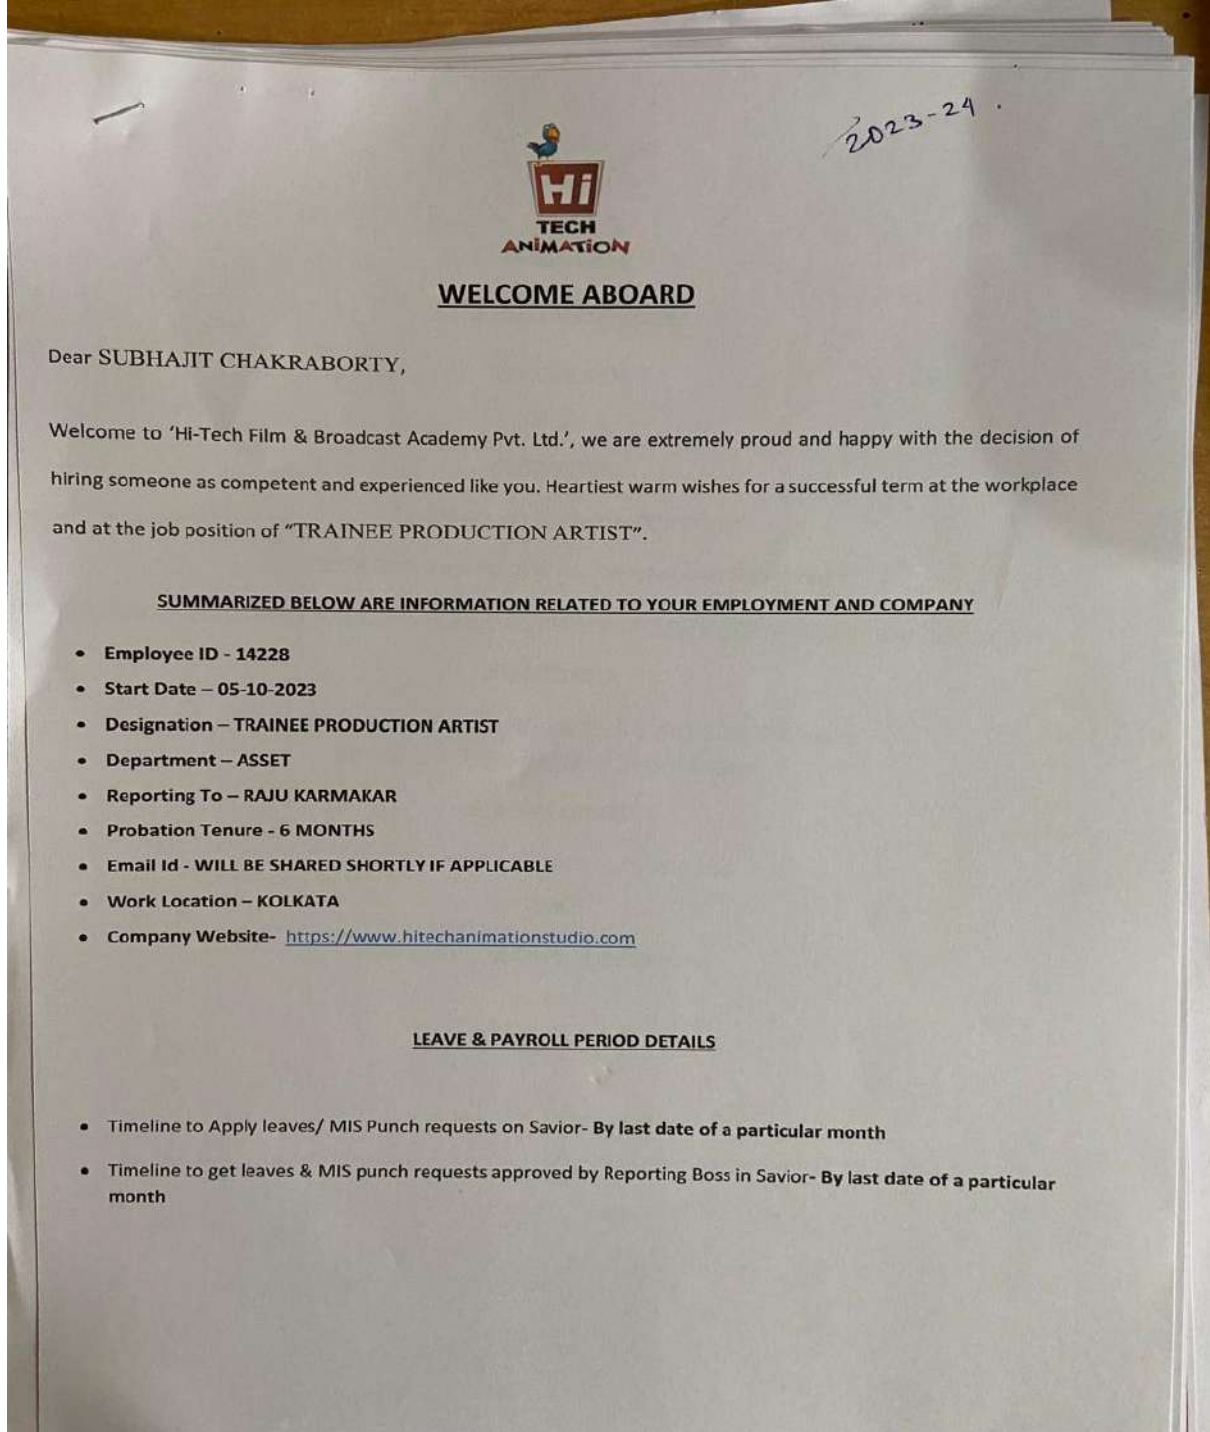 2023-24.
Hi
TECH
ANiMATiON
WELCOME ABOARD
Dear SUBHAJIT CHAKRABORTY,
Welcome to ‘Hi-Tech Film & Broadcast Academy Pvt. Ltd.’, we are extremely proud and happy with the decision of
hiring someone as competent and experienced like you. Heartiest warm wishes for a successful term at the workplace
and at the job position of “TRAINEE PRODUCTION ARTIST”.
SUMMARIZED BELOW ARE INFORMATION RELATED TO YOUR EMPLOYMENT AND COMPANY
• Employee ID - 14228
• Start Date – 05-10-2023
• Designation – TRAINEE PRODUCTION ARTIST
• Department – ASSET
• Reporting To – RAJU KARMAKAR
• Probation Tenure - 6 MONTHS
• Email Id - WILL BE SHARED SHORTLY IF APPLICABLE
• Work Location – KOLKATA
• Company Website- https://www.hitechanimationstudio.com
LEAVE & PAYROLL PERIOD DETAILS
• Timeline to Apply leaves/ MIS Punch requests on Savior- By last date of a particular month
• Timeline to get leaves & MIS punch requests approved by Reporting Boss in Savior- By last date of a particular
month